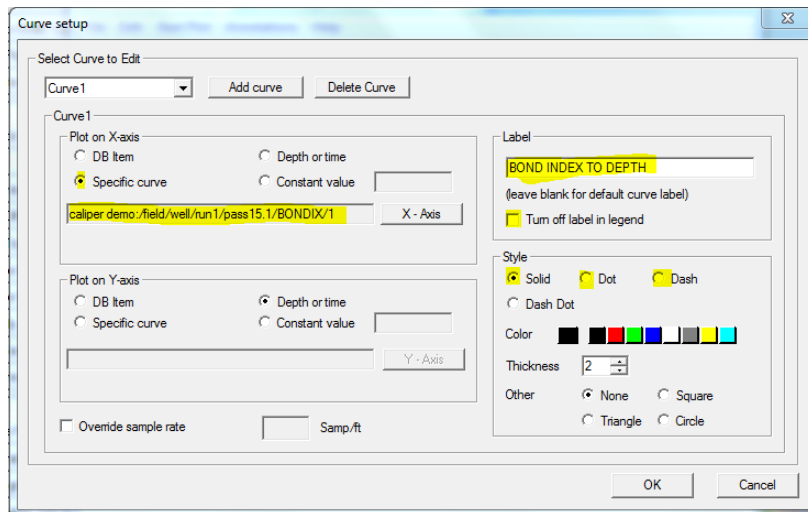 Curve setup
Select Curve to Edit
Curve1
Add curve
Delete Curve
Curve1
Plot on X-axis
DB Item
Depth or time
Specific curve
Constant value
caliper demo:/field/well/run1/pass15.1/BONDIX/1
X - Axis
Plot on Y-axis
DB Item
Depth or time
Specific curve
Constant value
Y - Axis
Override sample rate
Samp/ft
Label
BOND INDEX TO DEPTH
(leave blank for default curve label)
Turn off label in legend
Style
Solid
Dot
Dash
Dash Dot
Color
Thickness
2
Other
None
Square
Triangle
Circle
OK
Cancel